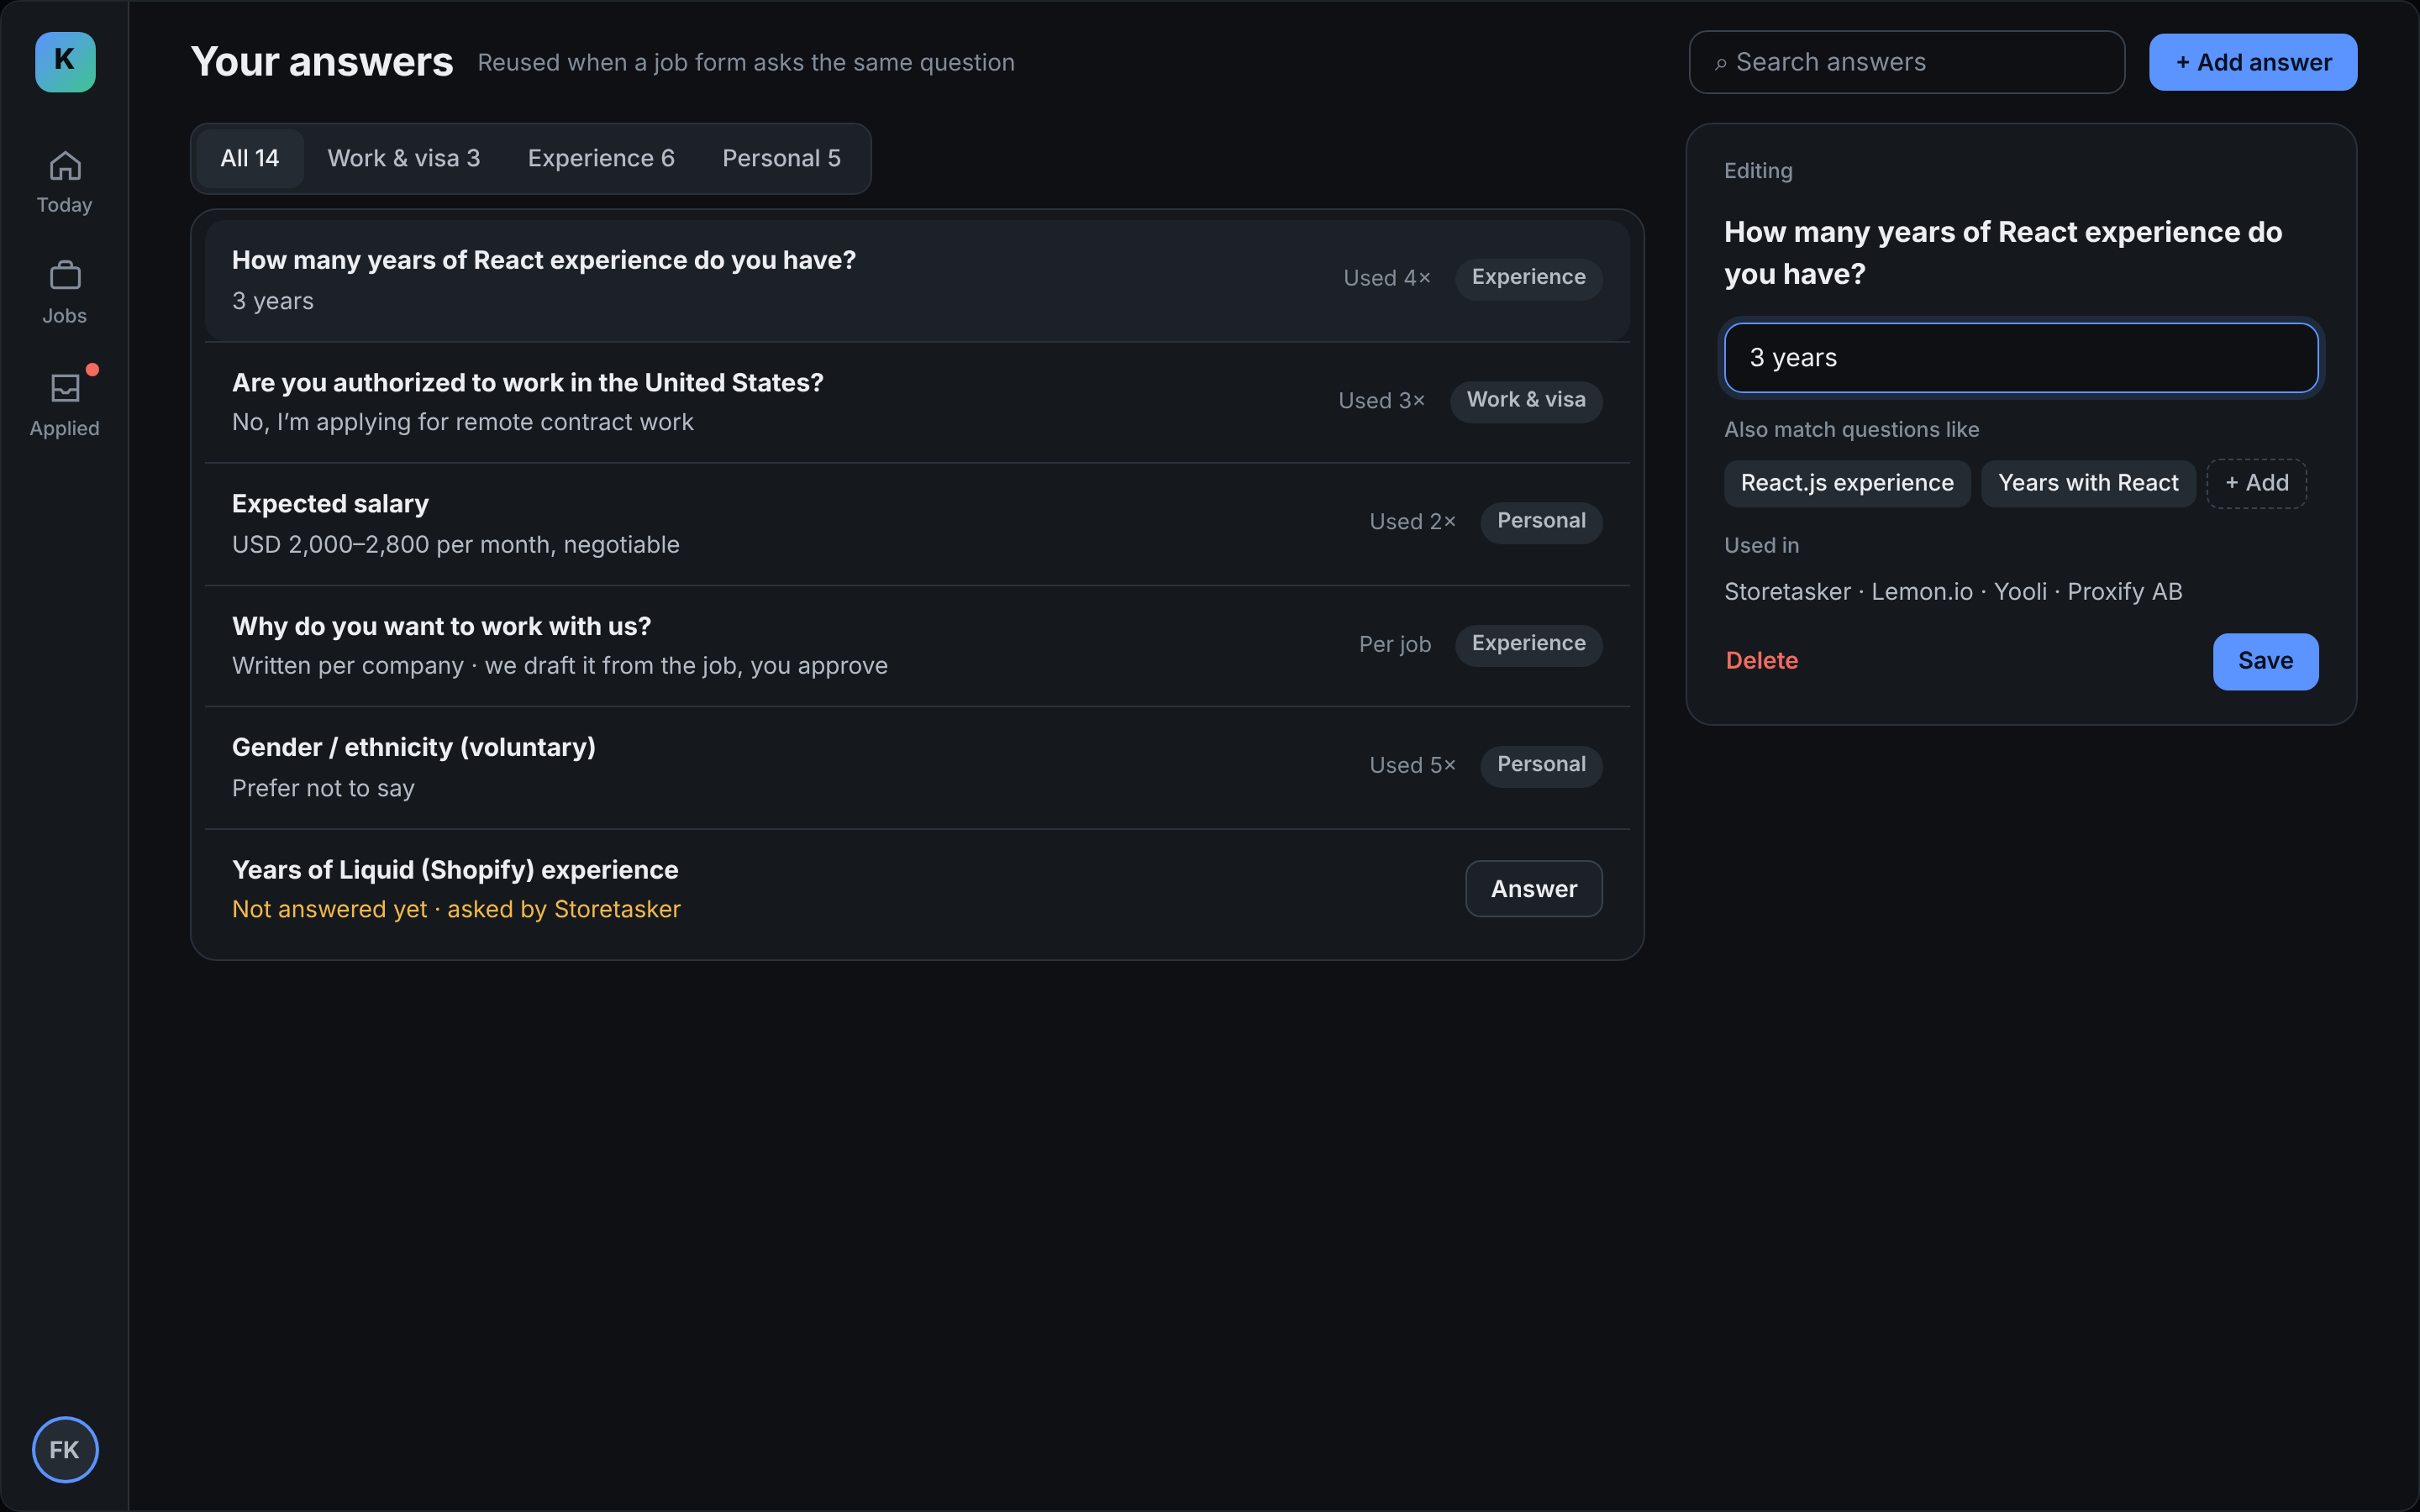 K
Today
Jobs
Applied
FK
Your answers
Reused when a job form asks the same question
Search answers
+ Add answer
All 14
Work & visa 3
Experience 6
Personal 5
How many years of React experience do you have?
3 years
Used 4×
Experience
Are you authorized to work in the United States?
No, I’m applying for remote contract work
Used 3×
Work & visa
Expected salary
USD 2,000–2,800 per month, negotiable
Used 2×
Personal
Why do you want to work with us?
Written per company · we draft it from the job, you approve
Per job
Experience
Gender / ethnicity (voluntary)
Prefer not to say
Used 5×
Personal
Years of Liquid (Shopify) experience
Not answered yet · asked by Storetasker
Answer
Editing
How many years of React experience do
you have?
3 years
Also match questions like
React.js experience
Years with React
+ Add
Used in
Storetasker · Lemon.io · Yooli · Proxify AB
Delete
Save